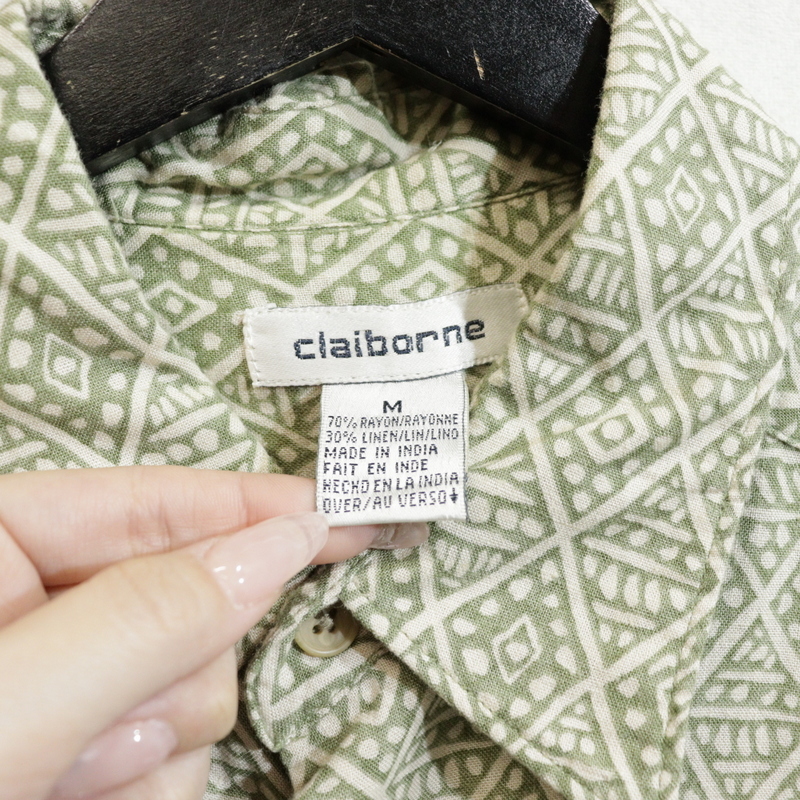 claiborne
M
70% RAYON/RAYONNE
30% LINEN/LIN/LINO
MADE IN INDIA
FAIT EN INDE
HECHO EN LA INDIA
OVER/AU VERSO